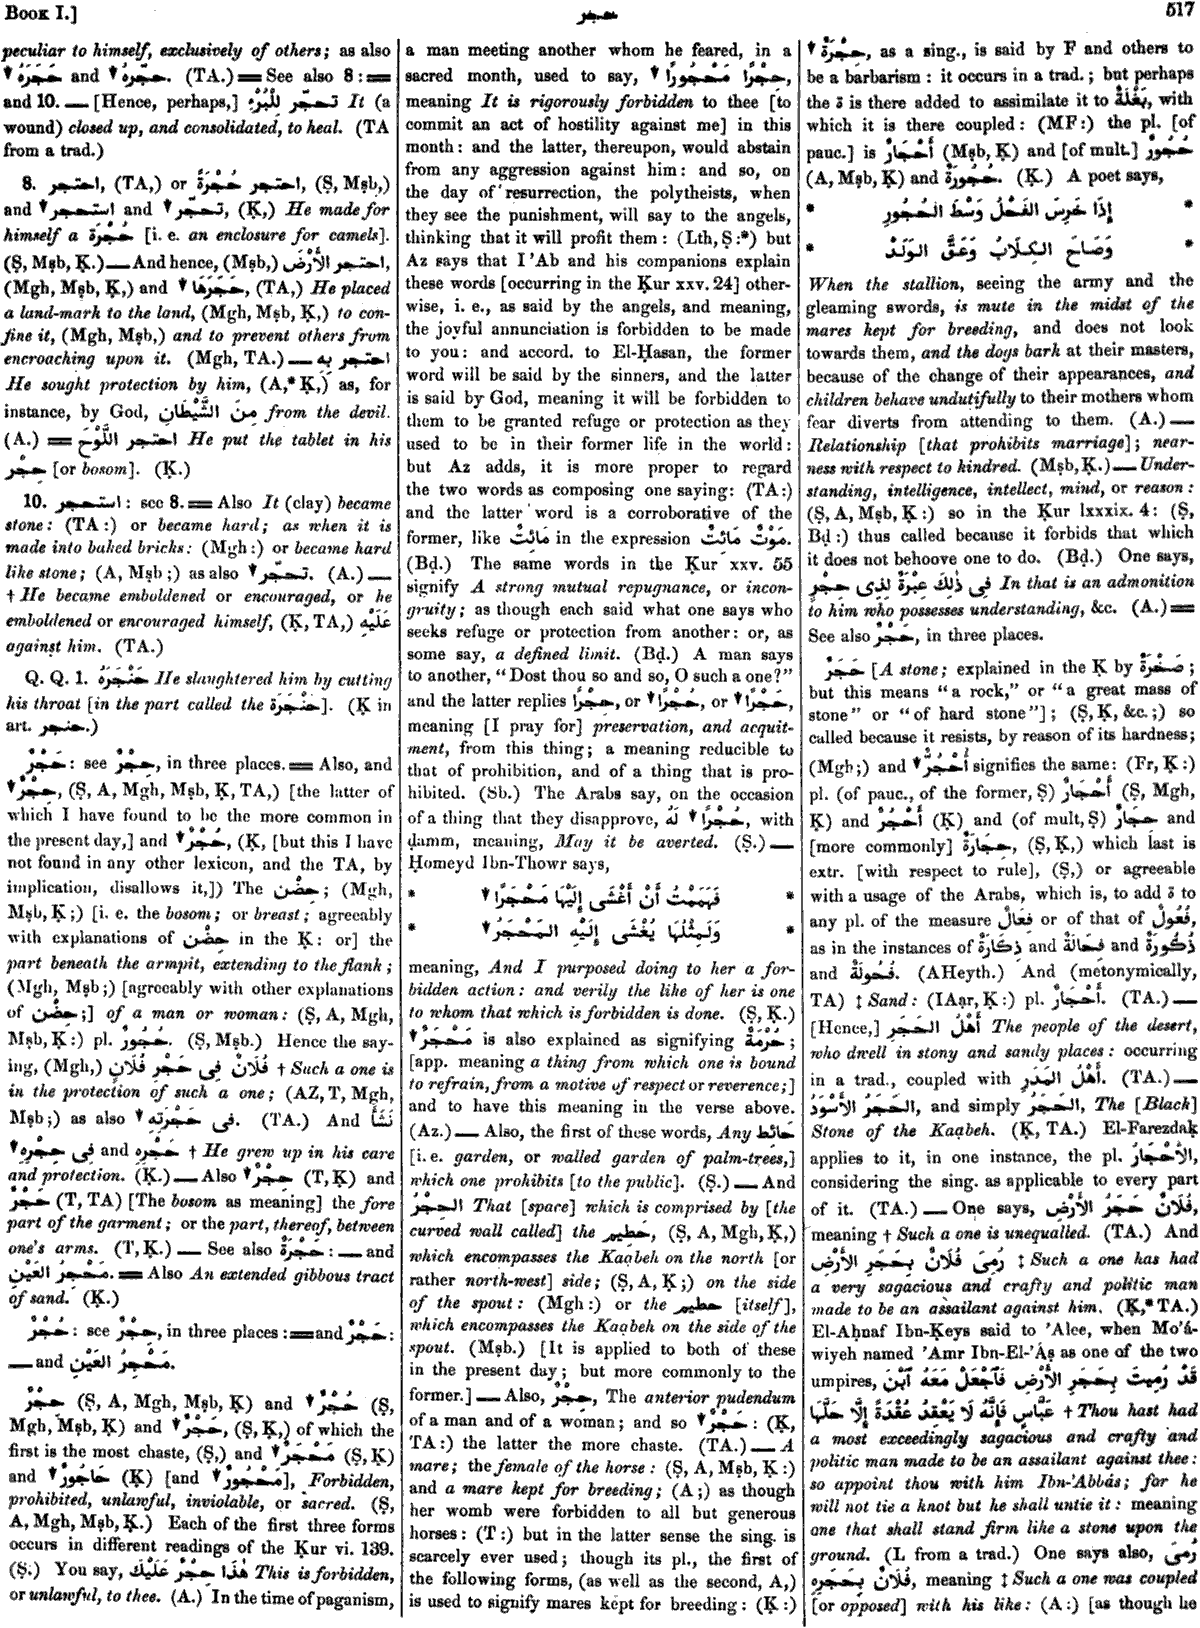 Book I.]
حجر
517
peculiar to himself, exclusively of others; as also
حَجَرَهُ ▼ and حجّرهُ ▼. (TA.) ══ See also 8: ══
and 10. — [Hence, perhaps,] تحجّر لِلْبُرْءِ It (a
wound) closed up, and consolidated, to heal. (TA
from a trad.)
8. احتجر, (TA,) or احتجر حُجْرَةً, (Ṣ, Mṣb,)
and استحجر ▼ and تحجّر ▼, (Ḳ,) He made for
himself a حُجْرَة [i. e. an enclosure for camels].
(Ṣ, Mṣb, Ḳ.) — And hence, (Mṣb,) احتجر الأَرْضَ,
(Mgh, Mṣb, Ḳ,) and حَجَرَهَا ▼, (TA,) He placed
a land-mark to the land, (Mgh, Mṣb, Ḳ,) to con-
fine it, (Mgh, Mṣb,) and to prevent others from
encroaching upon it. (Mgh, TA.) — احتجر بِهِ
He sought protection by him, (A,* Ḳ,) as, for
instance, by God, مِنَ الشَّيْطَانِ from the devil.
(A.) ══ احتجر اللَّوْحَ He put the tablet in his
حِجْر [or bosom]. (Ḳ.)
10. استحجر: see 8. ══ Also It (clay) became
stone: (TA:) or became hard; as when it is
made into baked bricks: (Mgh:) or became hard
like stone; (A, Mṣb;) as also تحجّر ▼. (A.) —
† He became emboldened or encouraged, or he
emboldened or encouraged himself, (Ḳ, TA,) عَلَيْهِ
against him. (TA.)
Q. Q. 1. حَنْجَرَهُ He slaughtered him by cutting
his throat [in the part called the حَنْجَرَة]. (Ḳ in
art. حنجر.)
حَجْرٌ: see حِجْرٌ, in three places. ══ Also, and
حِجْرٌ ▼, (Ṣ, A, Mgh, Mṣb, Ḳ, TA,) [the latter of
which I have found to be the more common in
the present day,] and حُجْرٌ ▼, (Ḳ, [but this I have
not found in any other lexicon, and the TA, by
implication, disallows it,]) The حِضْن; (Mgh,
Mṣb, Ḳ;) [i. e. the bosom; or breast; agreeably
with explanations of حِضْن in the Ḳ: or] the
part beneath the armpit, extending to the flank;
(Mgh, Mṣb;) [agreeably with other explanations
of حِضْن;] of a man or woman: (Ṣ, A, Mgh,
Mṣb, Ḳ:) pl. حُجُورٌ. (Ṣ, Mṣb.) Hence the say-
ing, (Mgh,) فُلَانٌ فِى حَجْرِ فُلَانٍ † Such a one is
in the protection of such a one; (AZ, T, Mgh,
Mṣb;) as also فِى حَجْرَتِهِ ▼. (TA.) And نَشَأَ
فِى حِجْرِهِ ▼ and حَجْرِهِ † He grew up in his care
and protection. (Ḳ.) — Also حِجْرٌ ▼ (T, Ḳ) and
حَجْرٌ (T, TA) [The bosom as meaning] the fore
part of the garment; or the part, thereof, between
one's arms. (T, Ḳ.) — See also حَجْرَةٌ: — and
مَحْجِرُ العَيْنِ. ══ Also An extended gibbous tract
of sand. (Ḳ.)
حُجْرٌ: see حِجْرٌ, in three places: ══ and حَجْرٌ:
— and مَحْجِرُ العَيْنِ.
حِجْرٌ (Ṣ, A, Mgh, Mṣb, Ḳ) and حُجْرٌ ▼ (Ṣ,
Mgh, Mṣb, Ḳ) and حَجْرٌ ▼, (Ṣ, Ḳ,) of which the
first is the most chaste, (Ṣ,) and مَحْجَرٌ ▼ (Ṣ, Ḳ)
and حَاجُورٌ ▼ (Ḳ) [and مَحْجُورٌ ▼], Forbidden,
prohibited, unlawful, inviolable, or sacred. (Ṣ,
A, Mgh, Mṣb, Ḳ.) Each of the first three forms
occurs in different readings of the Ḳur vi. 139.
(Ṣ.) You say, هٰذَا حِجْرٌ عَلَيْكَ This is forbidden,
or unlawful, to thee. (A.) In the time of paganism,
a man meeting another whom he feared, in a
sacred month, used to say, حِجْرًا مَحْجُورًا ▼,
meaning It is rigorously forbidden to thee [to
commit an act of hostility against me] in this
month: and the latter, thereupon, would abstain
from any aggression against him: and so, on
the day of resurrection, the polytheists, when
they see the punishment, will say to the angels,
thinking that it will profit them: (Lth, Ṣ:*) but
Az says that I'Ab and his companions explain
these words [occurring in the Ḳur xxv. 24] other-
wise, i. e., as said by the angels, and meaning,
the joyful annunciation is forbidden to be made
to you: and accord. to El-Ḥasan, the former
word will be said by the sinners, and the latter
is said by God, meaning it will be forbidden to
them to be granted refuge or protection as they
used to be in their former life in the world:
but Az adds, it is more proper to regard
the two words as composing one saying: (TA:)
and the latter word is a corroborative of the
former, like مَائِتٌ in the expression مَوْتٌ مَائِتٌ.
(Bḍ.) The same words in the Ḳur xxv. 55
signify A strong mutual repugnance, or incon-
gruity; as though each said what one says who
seeks refuge or protection from another: or, as
some say, a defined limit. (Bḍ.) A man says
to another, "Dost thou so and so, O such a one?"
and the latter replies حِجْرًا, or حُجْرًا ▼, or حَجْرًا ▼,
meaning [I pray for] preservation, and acquit-
ment, from this thing; a meaning reducible to
that of prohibition, and of a thing that is pro-
hibited. (Sb.) The Arabs say, on the occasion
of a thing that they disapprove, حُجْرًا لَهُ ▼, with
ḍamm, meaning, May it be averted. (Ṣ.) —
Ḥomeyd Ibn-Thowr says,
* فَهَمَمْتُ أَنْ أَغْشَى إِلَيْهَا مَحْجَرًا ▼ *
* وَلَمِثْلُهَا يُغْشَى إِلَيْهِ المَحْجَرُ ▼ *
meaning, And I purposed doing to her a for-
bidden action: and verily the like of her is one
to whom that which is forbidden is done. (Ṣ, Ḳ.)
مَحْجَرٌ ▼ is also explained as signifying حُرْمَةٌ;
[app. meaning a thing from which one is bound
to refrain, from a motive of respect or reverence;]
and to have this meaning in the verse above.
(Az.) — Also, the first of these words, Any حَائِط
[i. e. garden, or walled garden of palm-trees,]
which one prohibits [to the public]. (Ṣ.) — And
الحِجْرُ That [space] which is comprised by [the
curved wall called] the حَطِيم, (Ṣ, A, Mgh, Ḳ,)
which encompasses the Kaạbeh on the north [or
rather north-west] side; (Ṣ, A, Ḳ;) on the side
of the spout: (Mgh:) or the حطيم [itself],
which encompasses the Kaạbeh on the side of the
spout. (Mṣb.) [It is applied to both of these
in the present day; but more commonly to the
former.] — Also, حِجْرٌ, The anterior pudendum
of a man and of a woman; and so حَجْرٌ ▼: (Ḳ,
TA:) the latter the more chaste. (TA.) — A
mare; the female of the horse: (Ṣ, A, Mṣb, Ḳ:)
and a mare kept for breeding; (A;) as though
her womb were forbidden to all but generous
horses: (T:) but in the latter sense the sing. is
scarcely ever used; though its pl., the first of
the following forms, (as well as the second, A,)
is used to signify mares kept for breeding: (Ḳ:)
حِجْرَةٌ ▼, as a sing., is said by F and others to
be a barbarism: it occurs in a trad.; but perhaps
the ة is there added to assimilate it to بَغْلَةٌ, with
which it is there coupled: (MF:) the pl. [of
pauc.] is أَحْجَارٌ (Mṣb, Ḳ) and [of mult.] حُجُورٌ
(A, Mṣb, Ḳ) and حُجُورَةٌ. (Ḳ.) A poet says,
* إِذَا خَرِسَ الفَحْلُ وَسْطَ الحُجُورِ *
* وَصَاحَ الكِلَابُ وَعَقَّ الوَلَدْ *
When the stallion, seeing the army and the
gleaming swords, is mute in the midst of the
mares kept for breeding, and does not look
towards them, and the dogs bark at their masters,
because of the change of their appearances, and
children behave undutifully to their mothers whom
fear diverts from attending to them. (A.) —
Relationship [that prohibits marriage]; near-
ness with respect to kindred. (Mṣb, Ḳ.) — Under-
standing, intelligence, intellect, mind, or reason:
(Ṣ, A, Mṣb, Ḳ:) so in the Ḳur lxxxix. 4: (Ṣ,
Bḍ:) thus called because it forbids that which
it does not behoove one to do. (Bḍ.) One says,
فِى ذٰلِكَ عِبْرَةٌ لِذِى حِجْرٍ In that is an admonition
to him who possesses understanding, &c. (A.) ══
See also حَجْرٌ, in three places.
حَجَرٌ [A stone; explained in the Ḳ by صَخْرَةٌ;
but this means "a rock," or "a great mass of
stone" or "of hard stone"]; (Ṣ, Ḳ, &c.;) so
called because it resists, by reason of its hardness;
(Mgh;) and أُحْجُرٌّ ▼ signifies the same: (Fr, Ḳ:)
pl. (of pauc., of the former, Ṣ) أَحْجَارٌ (Ṣ, Mgh,
Ḳ) and أَحْجُرٌ (Ḳ) and (of mult, Ṣ) حِجَارٌ and
[more commonly] حِجَارَةٌ, (Ṣ, Ḳ,) which last is
extr. [with respect to rule], (Ṣ,) or agreeable
with a usage of the Arabs, which is, to add ة to
any pl. of the measure فِعَالٌ or of that of فُعُولٌ,
as in the instances of ذِكَارَةٌ and فِحَالَةٌ and ذُكُورَةٌ
and فُحُولَةٌ. (AHeyth.) And (metonymically,
TA) ‡ Sand: (IAạr, Ḳ:) pl. أَحْجَارٌ. (TA.) —
[Hence,] أَهْلُ الحَجَرِ The people of the desert,
who dwell in stony and sandy places: occurring
in a trad., coupled with أَهْلُ المَدَرِ. (TA.) —
الحَجَرُ الأَسْوَدُ, and simply الحَجَرُ, The [Black]
Stone of the Kaạbeh. (Ḳ, TA.) El-Farezdaḳ
applies to it, in one instance, the pl. الأَحْجَارُ,
considering the sing. as applicable to every part
of it. (TA.) — One says, فُلَانٌ حَجَرُ الأَرْضِ,
meaning † Such a one is unequalled. (TA.) And
رُمِىَ فُلَانٌ بِحَجَرِ الأَرْضِ ‡ Such a one has had
a very sagacious and crafty and politic man
made to be an assailant against him. (Ḳ,* TA.)
El-Aḥnaf Ibn-Ḳeys said to 'Alee, when Mo'á-
wiyeh named 'Amr Ibn-El-'Áṣ as one of the two
umpires, قَدْ رُمِيتَ بِحَجَرِ الأَرْضِ فَٱجْعَلْ مَعَهُ ٱبْنَ
عَبَّاسٍ فَإِنَّهُ لَا يَعْقِدُ عُقْدَةً إِلَّا حَلَّهَا † Thou hast had
a most exceedingly sagacious and crafty and
politic man made to be an assailant against thee:
so appoint thou with him Ibn-'Abbás; for he
will not tie a knot but he shall untie it: meaning
one that shall stand firm like a stone upon the
ground. (L from a trad.) One says also, رُمِىَ
فُلَانٌ بِحَجَرِهِ, meaning ‡ Such a one was coupled
[or opposed] with his like: (A:) [as though he